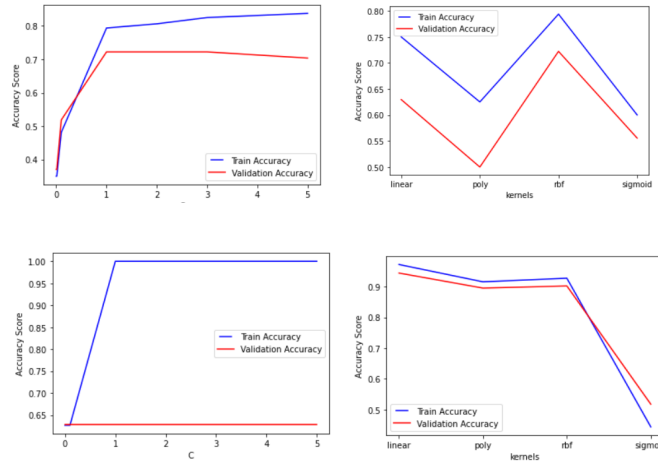 Accuracy Score
0.8
0.7
0.6
0.5
0.4
0 1 2 3 4 5
Train Accuracy
Validation Accuracy
Accuracy Score
0.80
0.75
0.70
0.65
0.60
0.55
0.50
Train Accuracy
Validation Accuracy
linear poly rbf sigmoid
kernels
Accuracy Score
1.00
0.95
0.90
0.85
0.80
0.75
0.70
0.65
Train Accuracy
Validation Accuracy
0 1 2 3 4 5
C
Accuracy Score
0.9
0.8
0.7
0.6
0.5
Train Accuracy
Validation Accuracy
linear poly rbf sigmoid
kernels